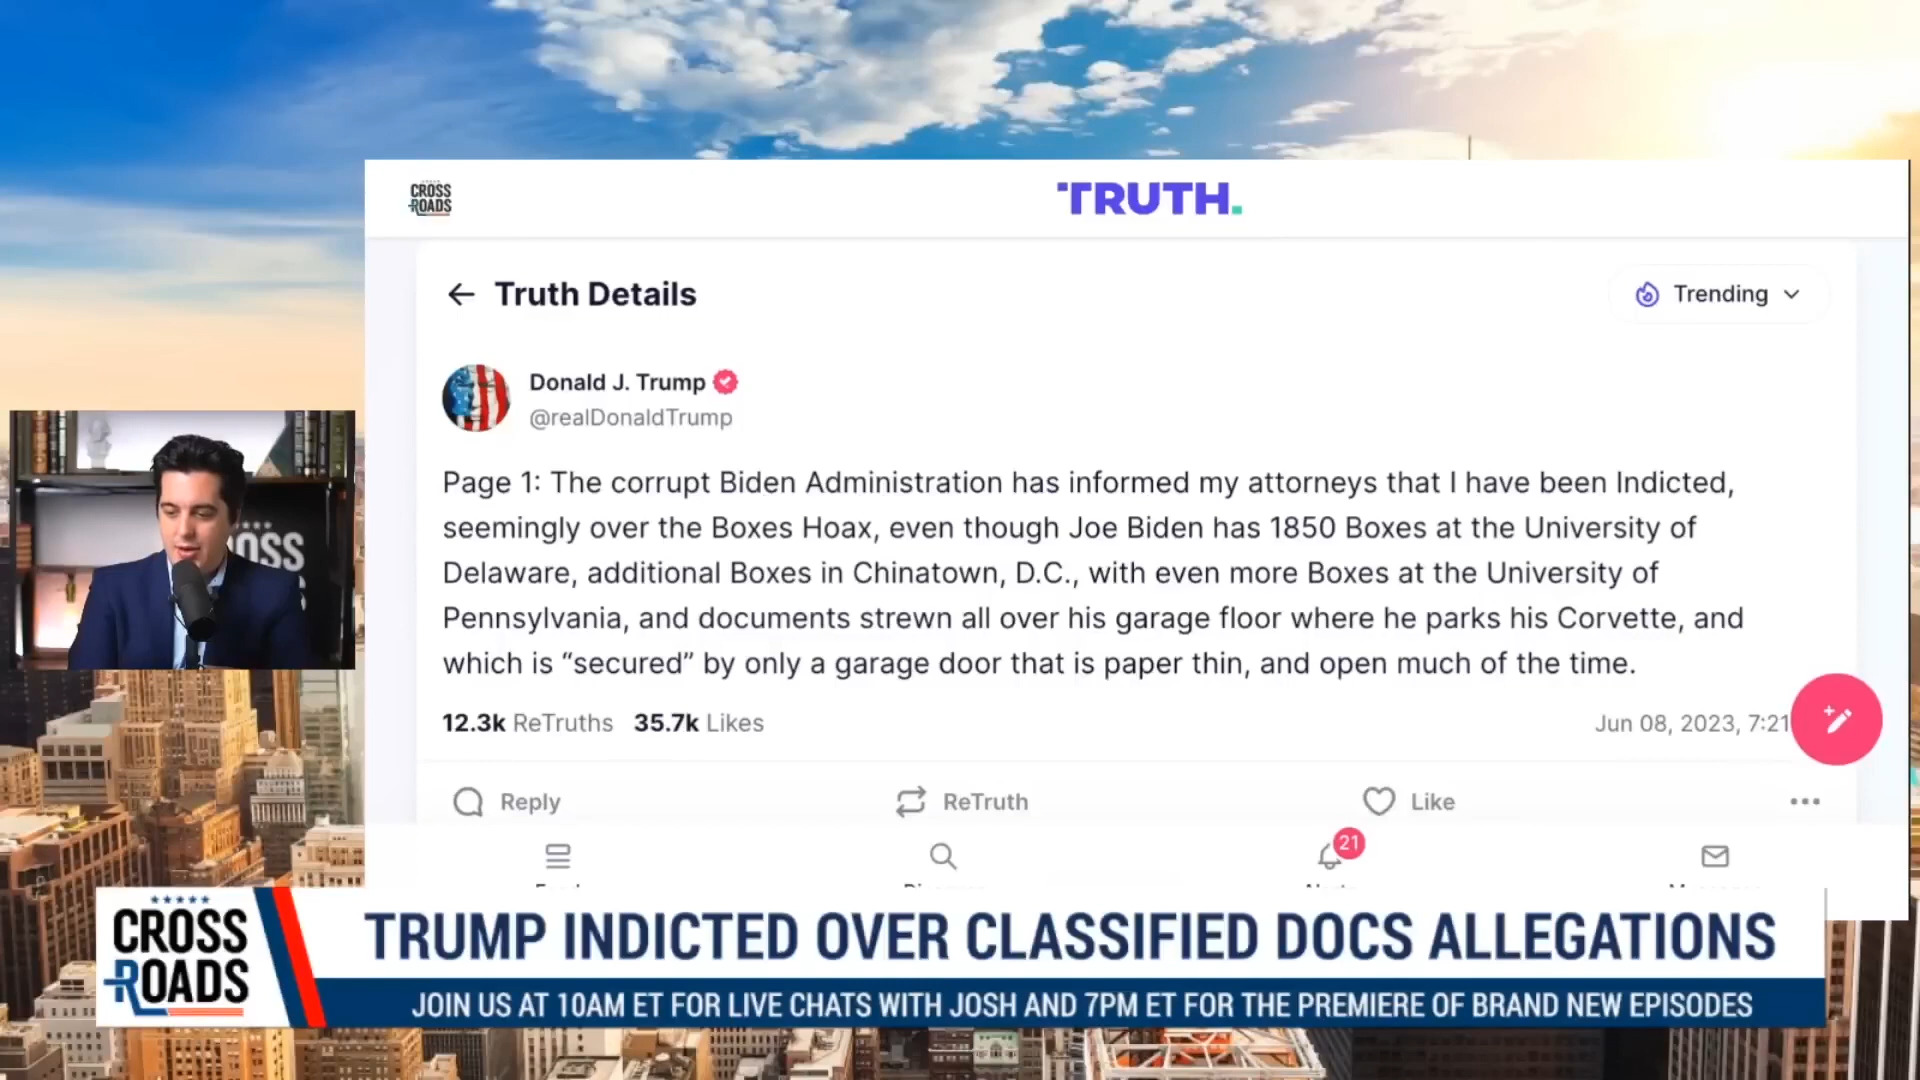 CROSS
ROADS
TRUTH.
Truth Details
Trending
Donald J. Trump
@realDonaldTrump
Page 1: The corrupt Biden Administration has informed my attorneys that I have been Indicted,
seemingly over the Boxes Hoax, even though Joe Biden has 1850 Boxes at the University of
Delaware, additional Boxes in Chinatown, D.C., with even more Boxes at the University of
Pennsylvania, and documents strewn all over his garage floor where he parks his Corvette, and
which is “secured” by only a garage door that is paper thin, and open much of the time.
12.3k ReTruths 35.7k Likes
Jun 08, 2023, 7:21
Reply
ReTruth
Like
21
CROSS
ROADS
TRUMP INDICTED OVER CLASSIFIED DOCS ALLEGATIONS
JOIN US AT 10AM ET FOR LIVE CHATS WITH JOSH AND 7PM ET FOR THE PREMIERE OF BRAND NEW EPISODES